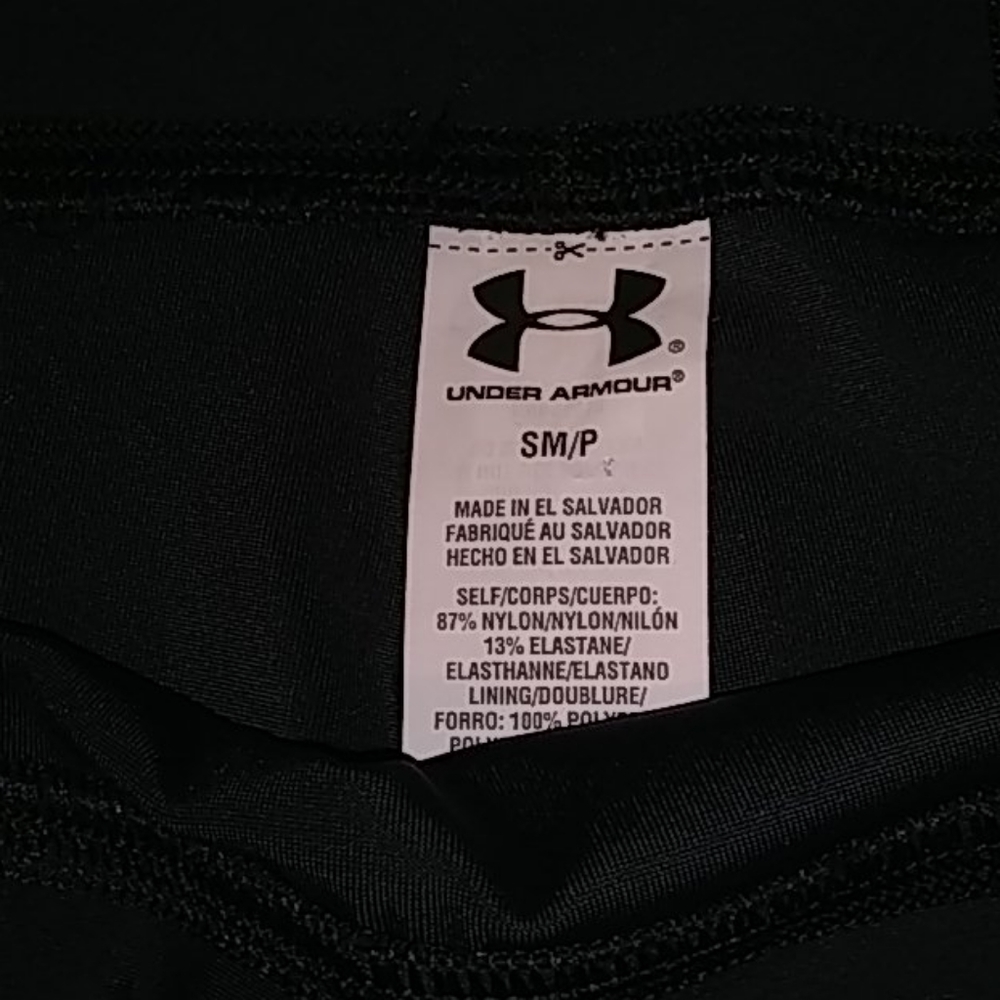 ®
UNDER ARMOUR®
SM/P
MADE IN EL SALVADOR
FABRIQUÉ AU SALVADOR
HECHO EN EL SALVADOR
SELF/CORPS/CUERPO:
87% NYLON/NYLON/NILÓN
13% ELASTANE/
ELASTHANNE/ELASTANO
LINING/DOUBLURE/
FORRO: 100%